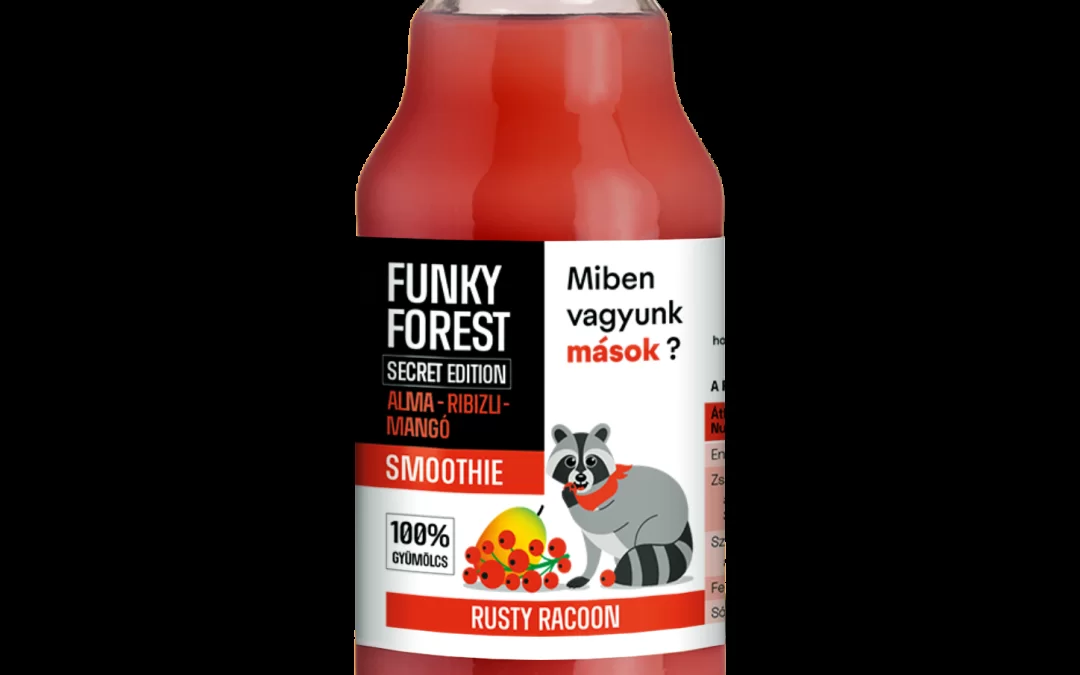 FUNKY
FOREST
SECRET EDITION
ALMA - RIBIZLI -
MANGÓ
SMOOTHIE
100%
GYÜMÖLCS
Miben
vagyunk
mások ?
RUSTY RACOON